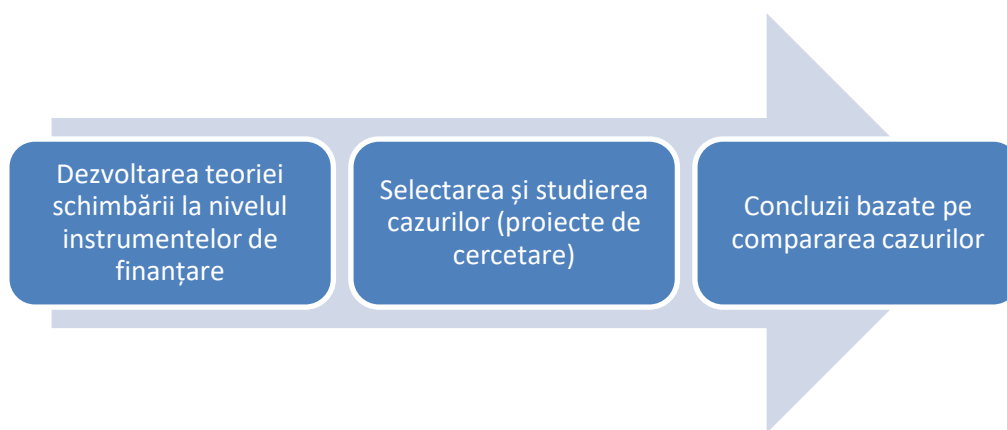 Dezvoltarea teoriei
schimbării la nivelul
instrumentelor de
finanțare
Selectarea și studierea
cazurilor (proiecte de
cercetare)
Concluzii bazate pe
compararea cazurilor